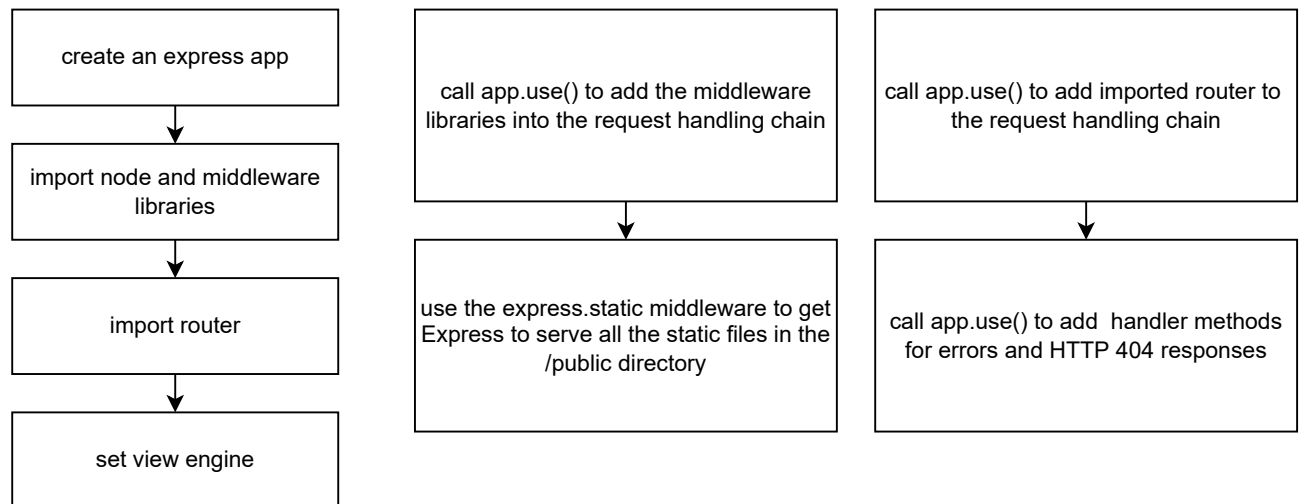 create an express app
import node and middleware
libraries
import router
set view engine
call app.use() to add the middleware
libraries into the request handling chain
use the express.static middleware to get
Express to serve all the static files in the
/public directory
call app.use() to add imported router to
the request handling chain
call app.use() to add  handler methods
for errors and HTTP 404 responses